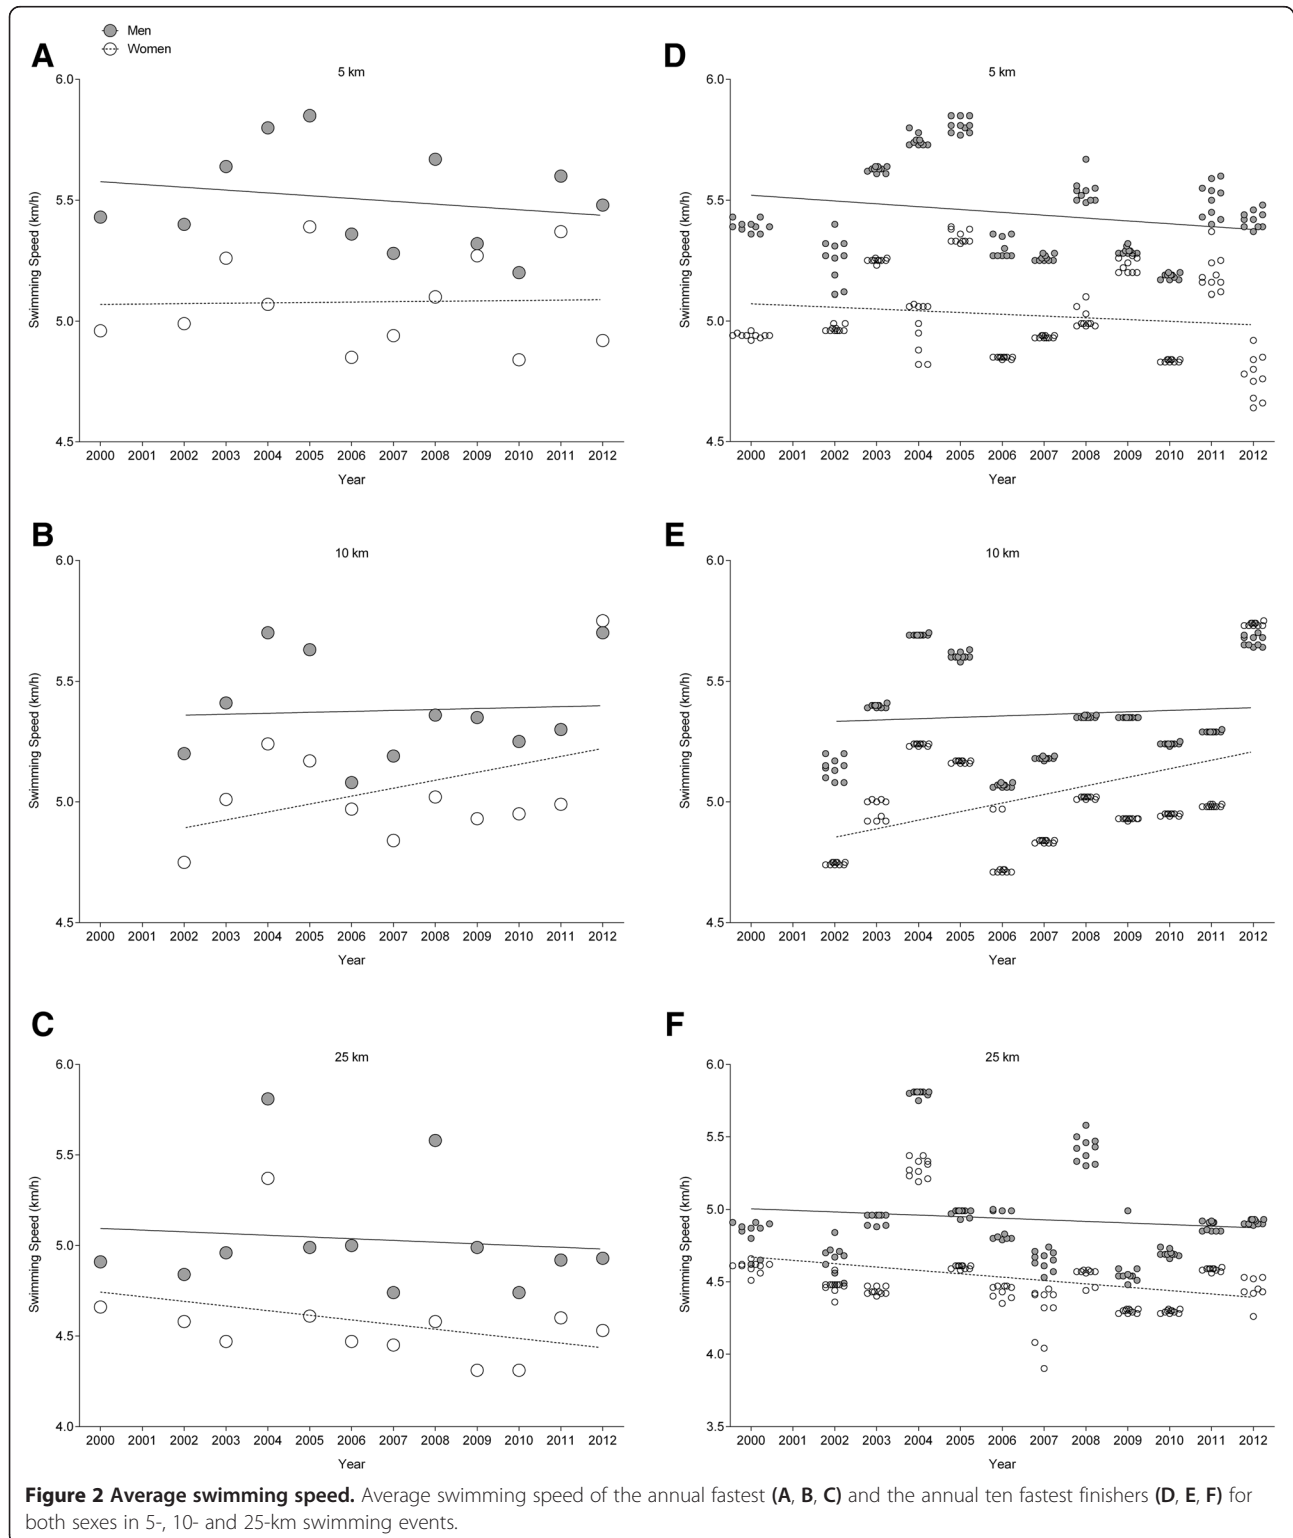 Men
Women
A
5 km
6.0
5.5
5.0
4.5
Swimming Speed (km/h)
2000 2001 2002 2003 2004 2005 2006 2007 2008 2009 2010 2011 2012
Year
D
5 km
6.0
5.5
5.0
4.5
Swimming Speed (km/h)
2000 2001 2002 2003 2004 2005 2006 2007 2008 2009 2010 2011 2012
Year
B
10 km
6.0
5.5
5.0
4.5
Swimming Speed (km/h)
2000 2001 2002 2003 2004 2005 2006 2007 2008 2009 2010 2011 2012
Year
E
10 km
6.0
5.5
5.0
4.5
Swimming Speed (km/h)
2000 2001 2002 2003 2004 2005 2006 2007 2008 2009 2010 2011 2012
Year
C
25 km
6.0
5.5
5.0
4.5
4.0
Swimming Speed (km/h)
2000 2001 2002 2003 2004 2005 2006 2007 2008 2009 2010 2011 2012
Year
F
25 km
6.0
5.5
5.0
4.5
4.0
3.5
Swimming Speed (km/h)
2000 2001 2002 2003 2004 2005 2006 2007 2008 2009 2010 2011 2012
Year
Figure 2 Average swimming speed. Average swimming speed of the annual fastest (A, B, C) and the annual ten fastest finishers (D, E, F) for
both sexes in 5-, 10- and 25-km swimming events.